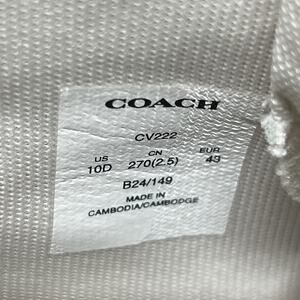 COACH
CV222
US CN EUR
10D 270(2.5) 43
B24/149
MADE IN
CAMBODIA/CAMBODGE